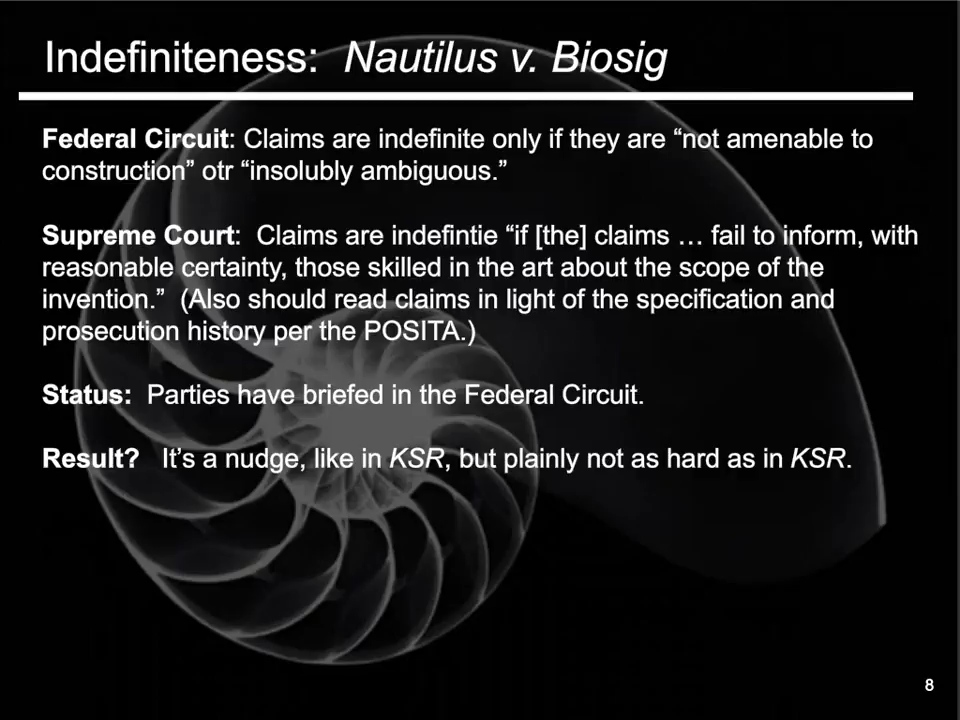 Indefiniteness: Nautilus v. Biosig
Federal Circuit: Claims are indefinite only if they are “not amenable to
construction” otr “insolubly ambiguous.”
Supreme Court: Claims are indefintie “if [the] claims … fail to inform, with
reasonable certainty, those skilled in the art about the scope of the
invention.” (Also should read claims in light of the specification and
prosecution history per the POSITA.)
Status: Parties have briefed in the Federal Circuit.
Result? It’s a nudge, like in KSR, but plainly not as hard as in KSR.
8